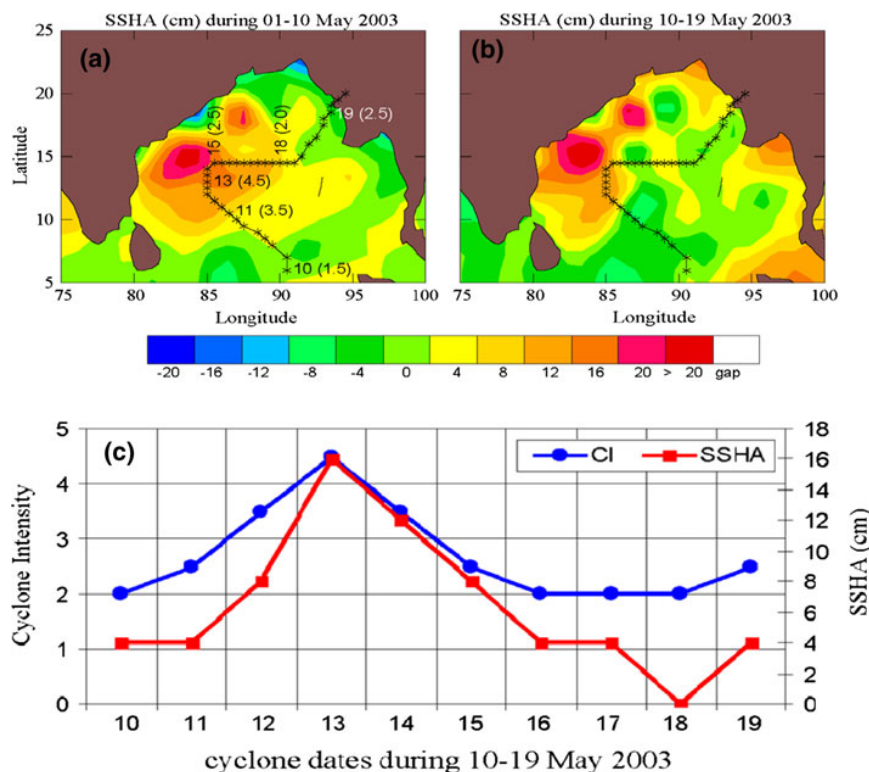 SSHA (cm) during 01-10 May 2003
SSHA (cm) during 10-19 May 2003
25
20
15
10
5
Latitude
(a)
15 (2.5)
18 (2.0)
19 (2.5)
13 (4.5)
11 (3.5)
10 (1.5)
75 80 85 90 95 100
Longitude
(b)
75 80 85 90 95 100
Longitude
-20 -16 -12 -8 -4 0 4 8 12 16 20 > 20 gap
(c)
CI SSHA
5
4
3
2
1
0
Cyclone Intensity
18
16
14
12
10
8
6
4
2
0
SSHA (cm)
10 11 12 13 14 15 16 17 18 19
cyclone dates during 10-19 May 2003